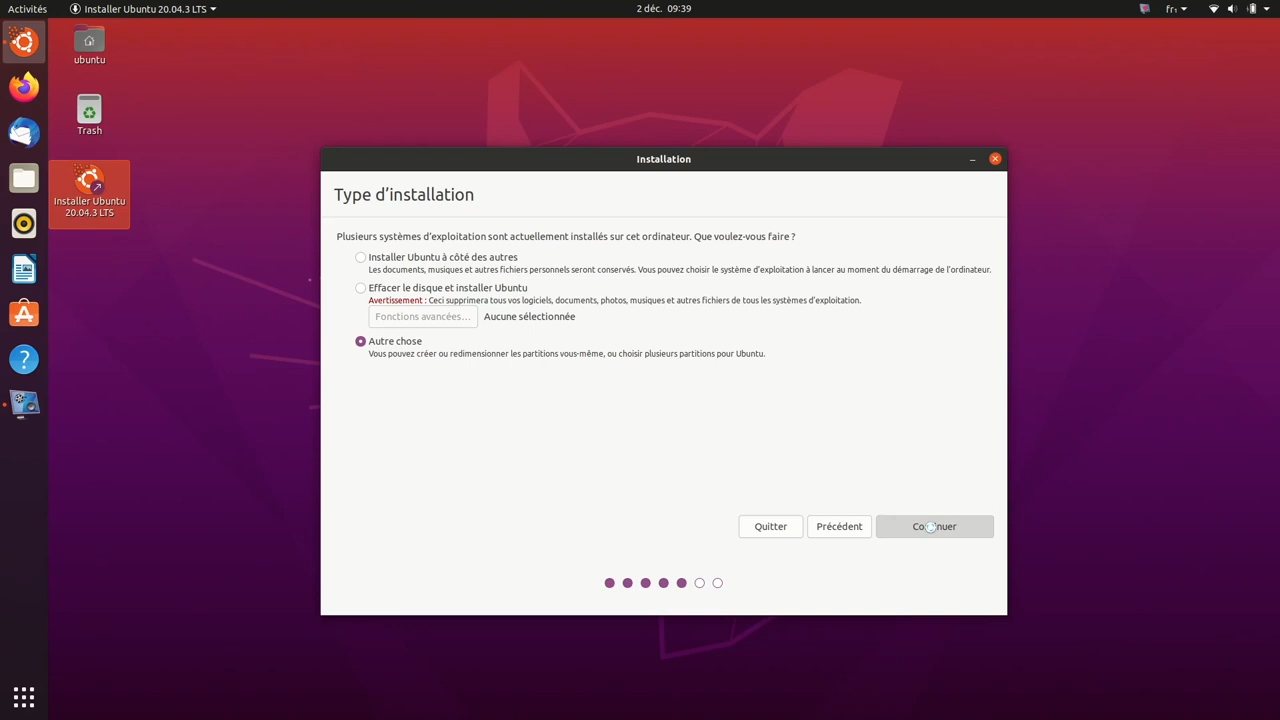 Activités
Installer Ubuntu 20.04.3 LTS
2 déc. 09:39
fr₁
ubuntu
Trash
Installer Ubuntu
20.04.3 LTS
Installation
Type d’installation
Plusieurs systèmes d’exploitation sont actuellement installés sur cet ordinateur. Que voulez-vous faire ?
Installer Ubuntu à côté des autres
Les documents, musiques et autres fichiers personnels seront conservés. Vous pouvez choisir le système d’exploitation à lancer au moment du démarrage de l’ordinateur.
Effacer le disque et installer Ubuntu
Avertissement : Ceci supprimera tous vos logiciels, documents, photos, musiques et autres fichiers de tous les systèmes d’exploitation.
Fonctions avancées…
Aucune sélectionnée
Autre chose
Vous pouvez créer ou redimensionner les partitions vous-même, ou choisir plusieurs partitions pour Ubuntu.
Quitter
Précédent
Continuer